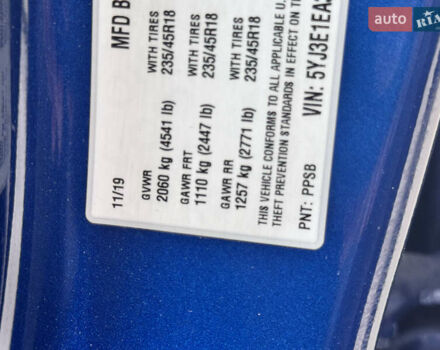 auto RIA
MFD B
11/19
GVWR
2060 kg (4541 lb)
WITH TIRES
235/45R18
GAWR FRT
1110 kg (2447 lb)
WITH TIRES
235/45R18
GAWR RR
1257 kg (2771 lb)
WITH TIRES
235/45R18
THIS VEHICLE CONFORMS TO ALL APPLICABLE U.
THEFT PREVENTION STANDARDS IN EFFECT ON T
PNT: PPSB
VIN: 5YJ3E1EA